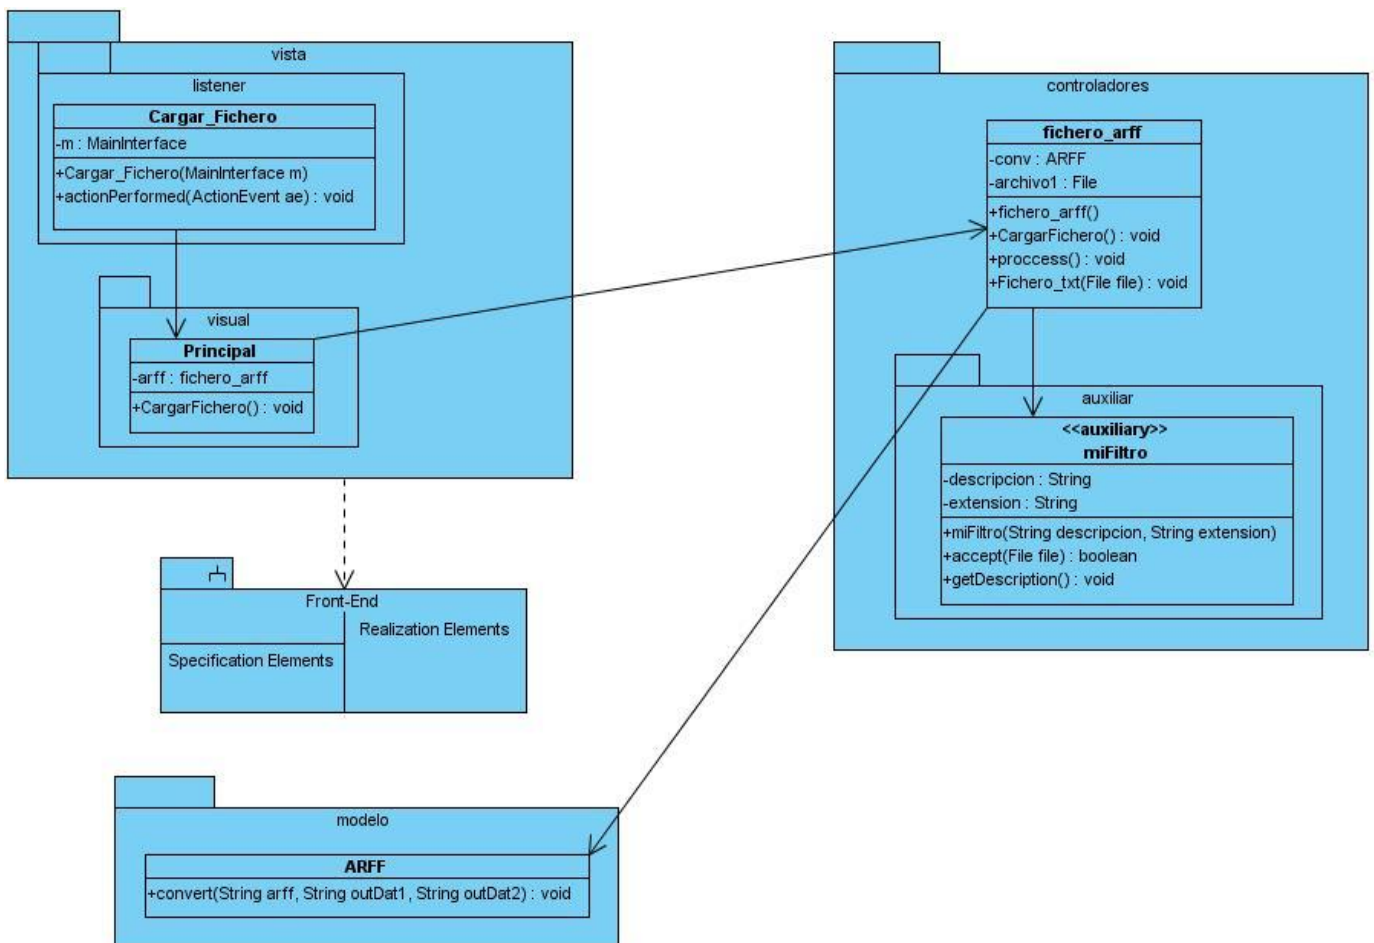 vista
listener
Cargar_Fichero
-m : MainInterface
+Cargar_Fichero(MainInterface m)
+actionPerformed(ActionEvent ae) : void
visual
Principal
-arff : fichero_arff
+CargarFichero() : void
controladores
fichero_arff
-conv : ARFF
-archivo1 : File
+fichero_arff()
+CargarFichero() : void
+proccess() : void
+Fichero_txt(File file) : void
auxiliar
<<auxiliary>>
miFiltro
-descripcion : String
-extension : String
+miFiltro(String descripcion, String extension)
+accept(File file) : boolean
+getDescription() : void
Front-End
Realization Elements
Specification Elements
modelo
ARFF
+convert(String arff, String outDat1, String outDat2) : void